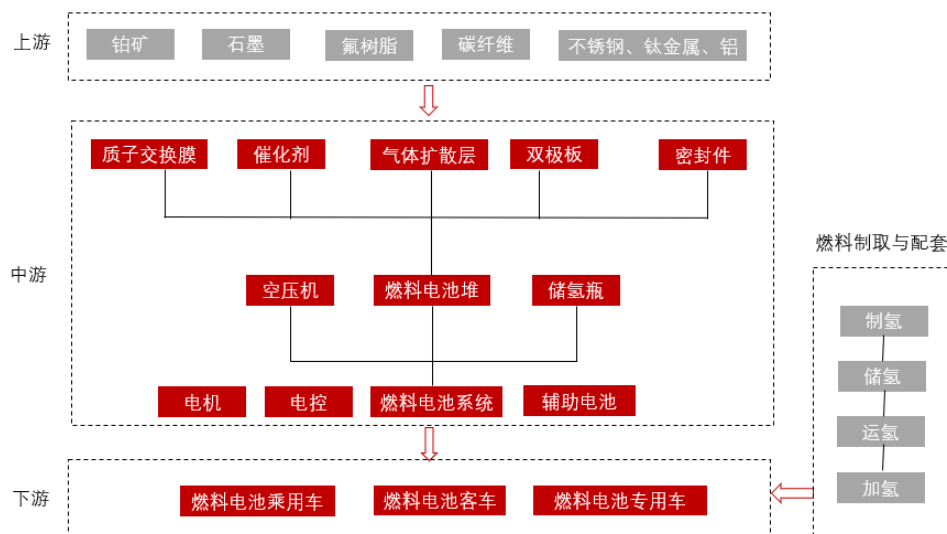 上游
铂矿
石墨
氟树脂
碳纤维
不锈钢、钛金属、铝
质子交换膜
催化剂
气体扩散层
双极板
密封件
燃料制取与配套
中游
空压机
燃料电池堆
储氢瓶
制氢
储氢
电机
电控
燃料电池系统
辅助电池
运氢
加氢
下游
燃料电池乘用车
燃料电池客车
燃料电池专用车